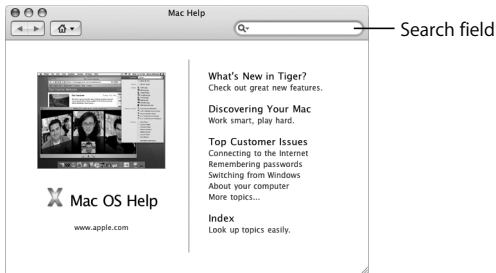 Mac Help
Search field
What's New in Tiger?
Check out great new features.
Discovering Your Mac
Work smart, play hard.
Top Customer Issues
Connecting to the Internet
Remembering passwords
Switching from Windows
About your computer
More topics...
Index
Look up topics easily.
Mac OS Help
www.apple.com